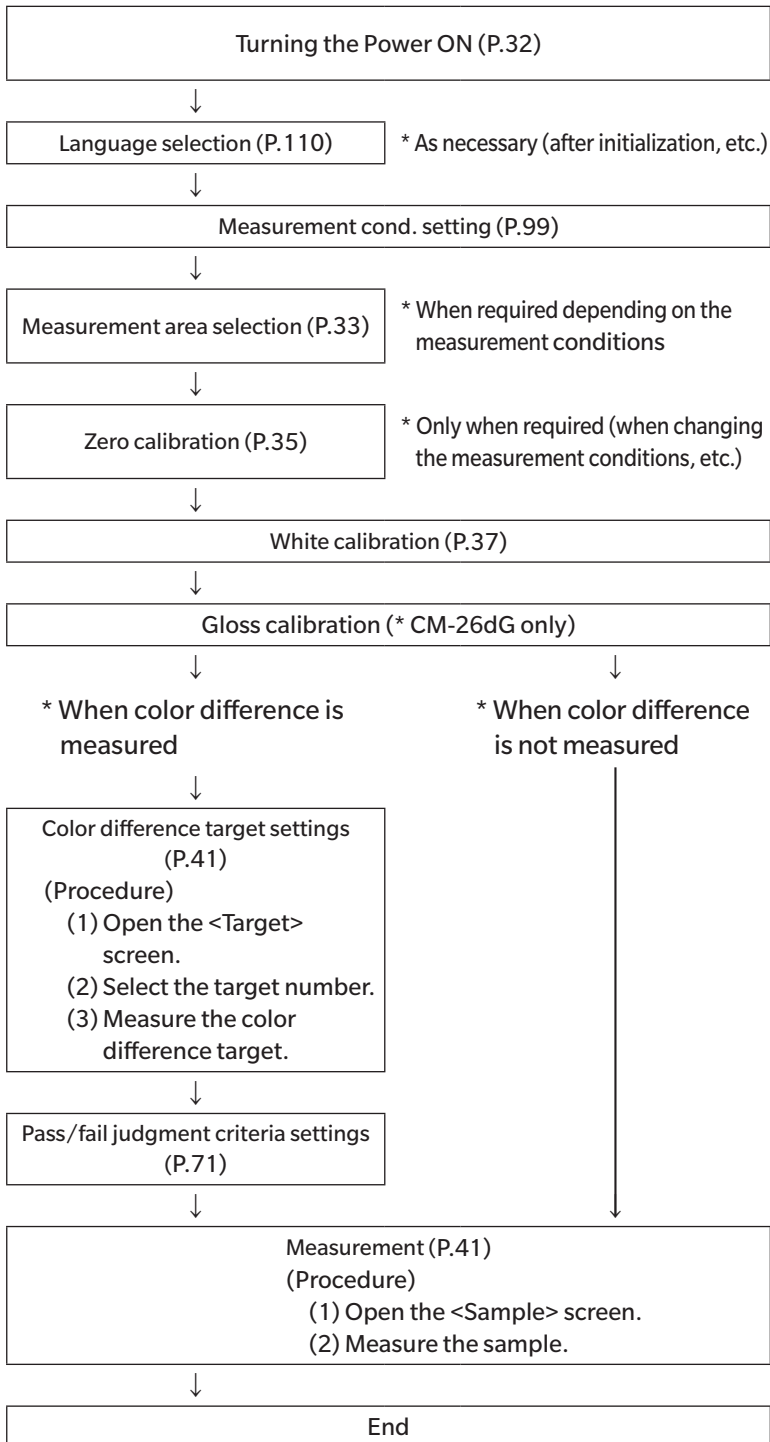 Turning the Power ON (P.32)
↓
Language selection (P.110)
* As necessary (after initialization, etc.)
↓
Measurement cond. setting (P.99)
↓
Measurement area selection (P.33)
* When required depending on the
measurement conditions
↓
Zero calibration (P.35)
* Only when required (when changing
the measurement conditions, etc.)
↓
White calibration (P.37)
↓
Gloss calibration (* CM-26dG only)
↓
* When color difference is
measured
↓
Color difference target settings
(P.41)
(Procedure)
(1) Open the <Target>
screen.
(2) Select the target number.
(3) Measure the color
difference target.
↓
Pass/fail judgment criteria settings
(P.71)
↓
↓
* When color difference
is not measured
↓
Measurement (P.41)
(Procedure)
(1) Open the <Sample> screen.
(2) Measure the sample.
↓
End